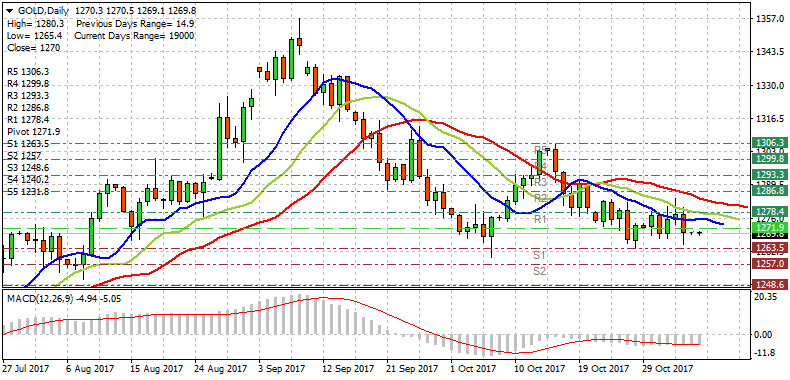 GOLD,Daily 1270.3 1270.5 1269.1 1269.8
High= 1280.3 Previous Days Range= 14.9
Low= 1265.4 Current Days Range= 19000
Close= 1270
R5 1306.3
R4 1299.8
R3 1293.3
R2 1286.8
R1 1278.4
Pivot 1271.9
S1 1263.5
S2 1257
S3 1248.6
S4 1240.2
S5 1231.8
R3
R2
R1
S1
S2
1357.0
1343.5
1330.0
1316.5
1306.3
1303.0
1299.8
1293.3
1286.8
1278.4
1271.9
1263.5
1257.0
1248.6
MACD(12,26,9) -4.94 -5.05
20.35
0.00
-11.8
27 Jul 2017
6 Aug 2017
15 Aug 2017
24 Aug 2017
3 Sep 2017
12 Sep 2017
21 Sep 2017
1 Oct 2017
10 Oct 2017
19 Oct 2017
29 Oct 2017